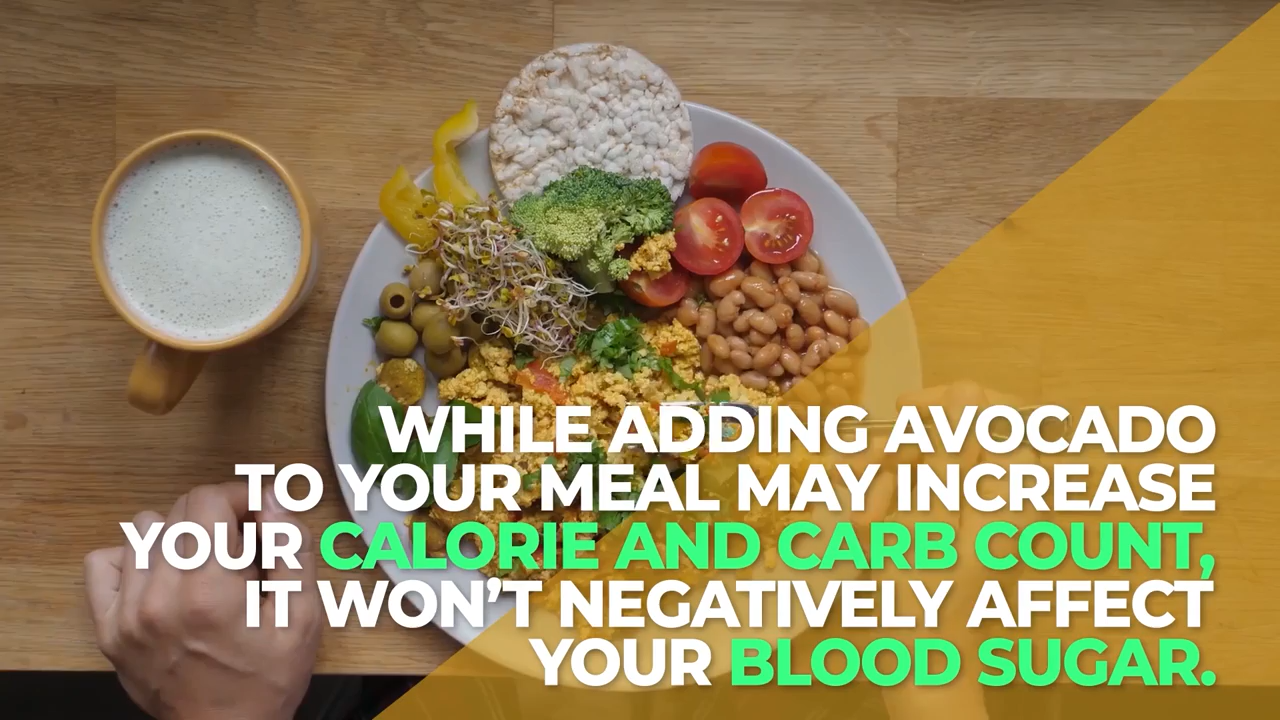 WHILE ADDING AVOCADO
TO YOUR MEAL MAY INCREASE
YOUR CALORIE AND CARB COUNT,
IT WON’T NEGATIVELY AFFECT
YOUR BLOOD SUGAR.